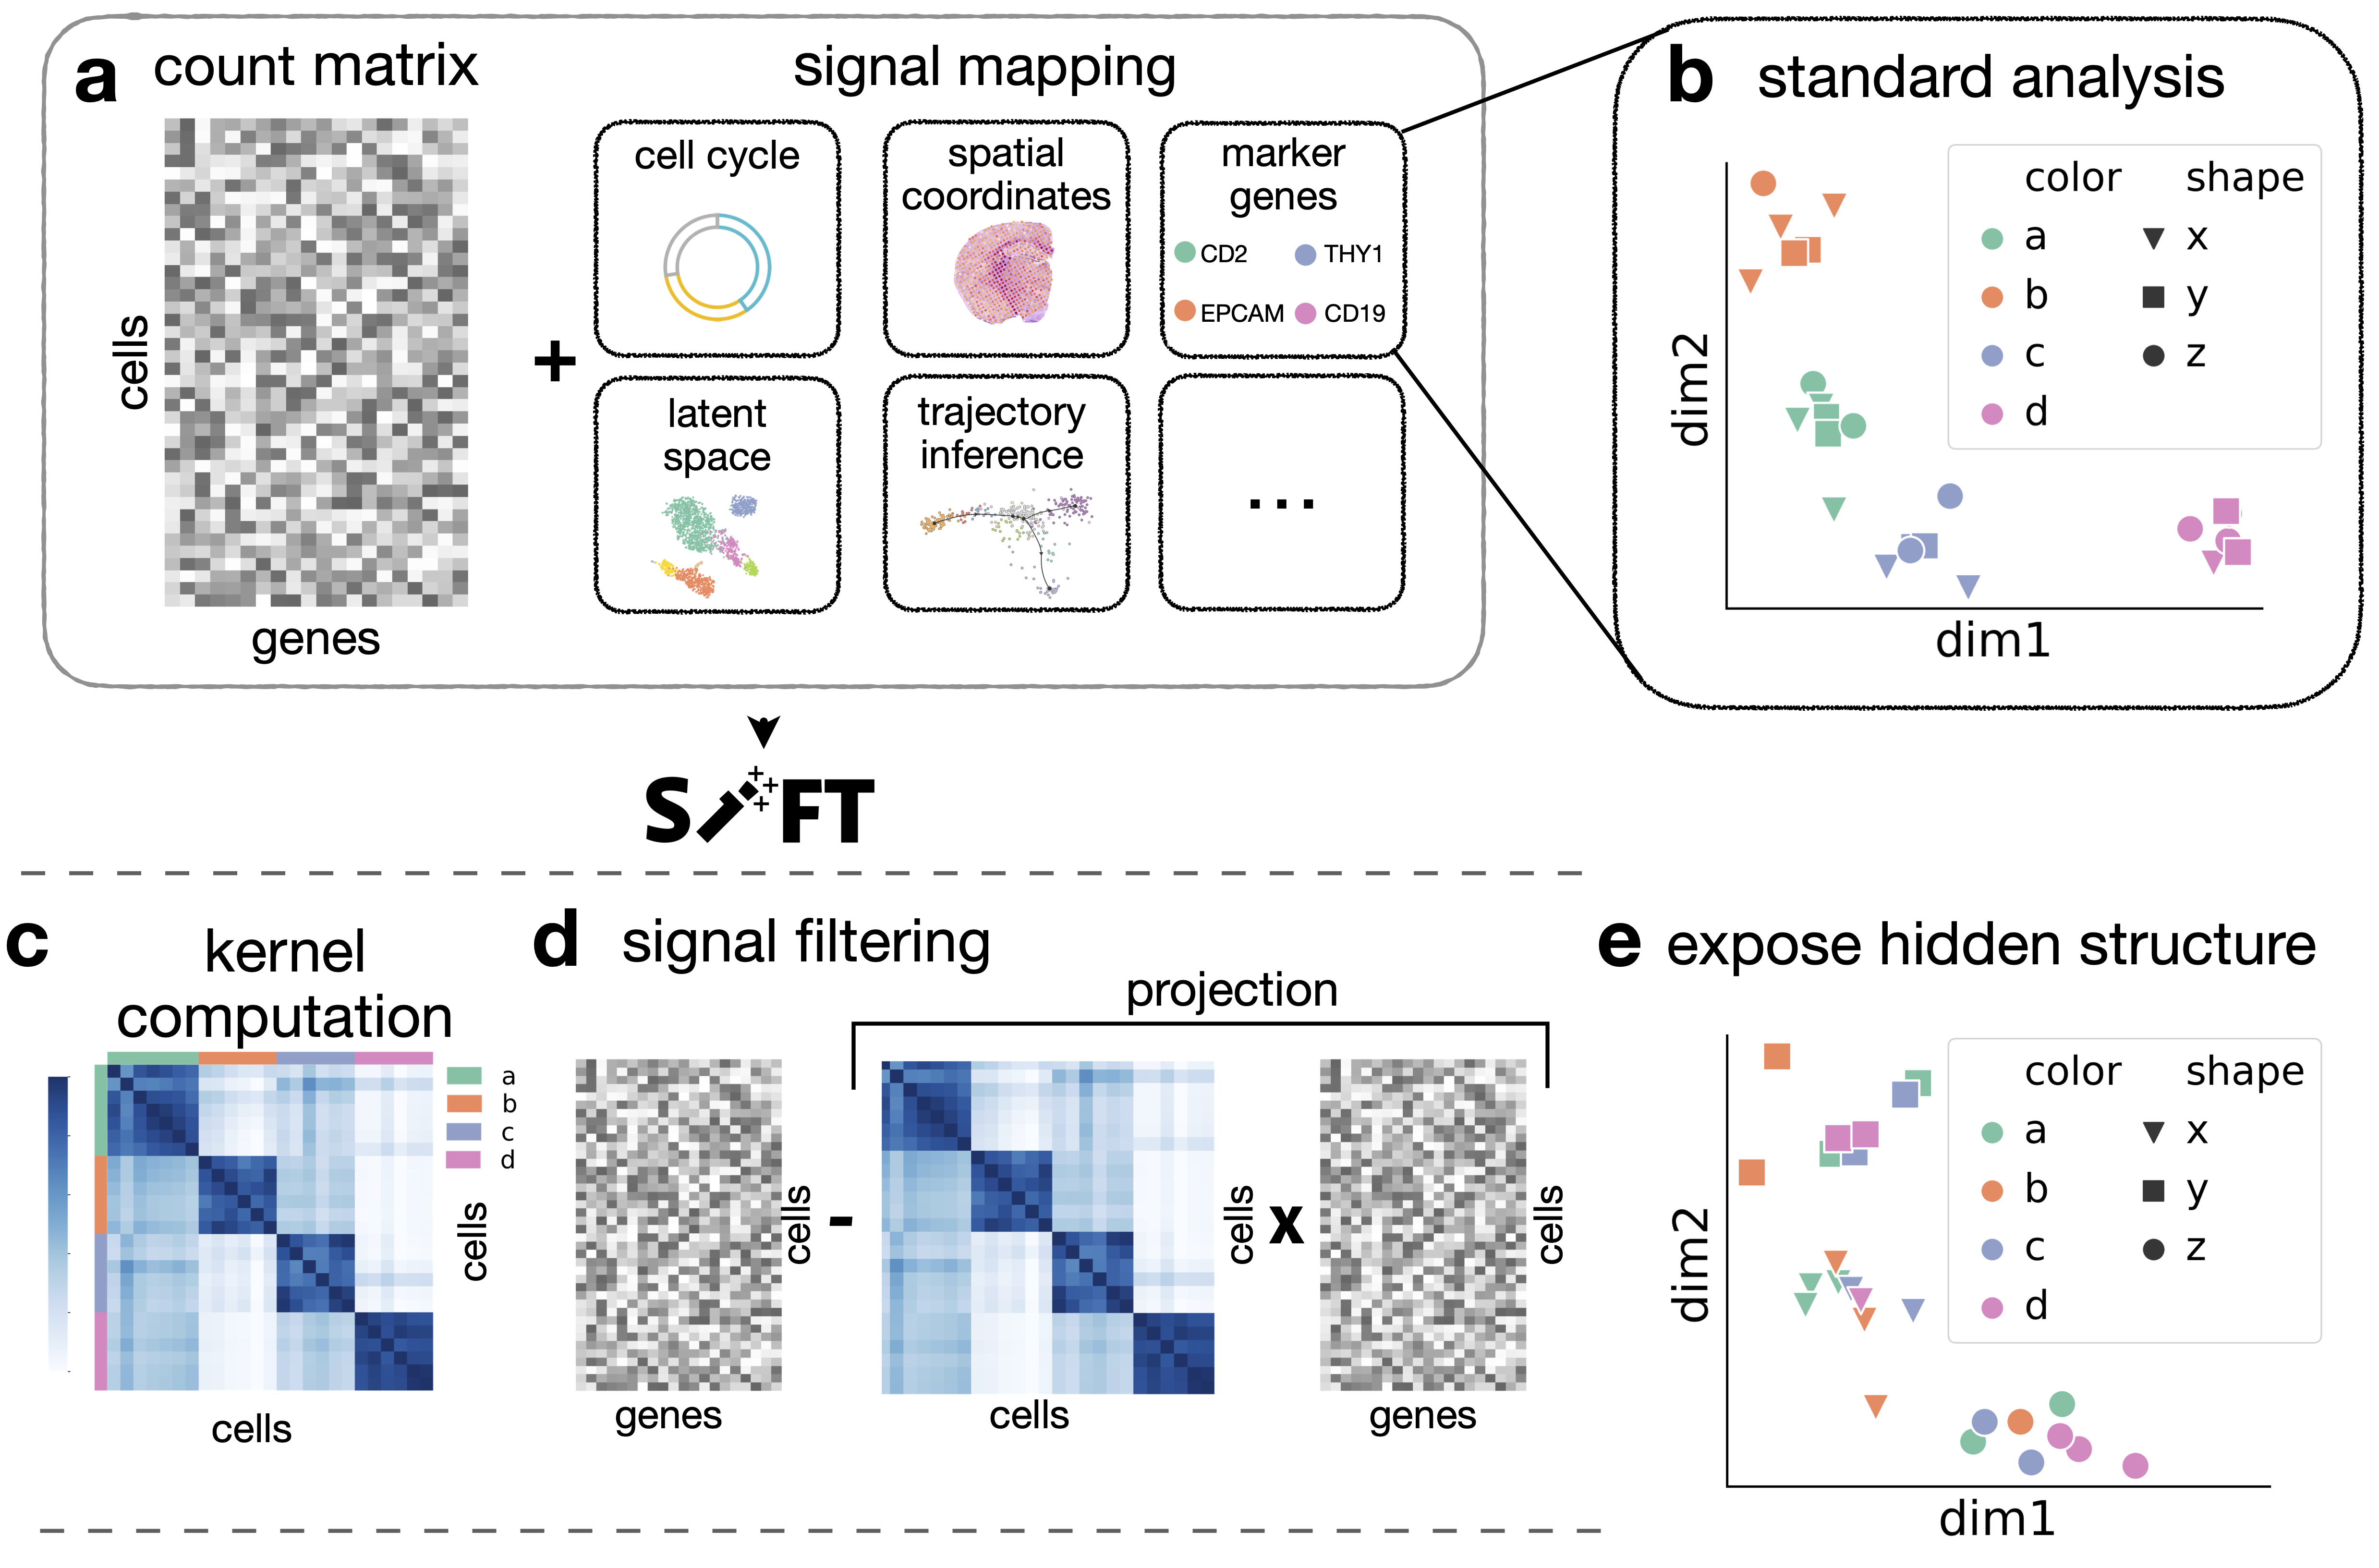 a count matrix
signal mapping
cells
genes
+
cell cycle
spatial
coordinates
marker
genes
CD2
THY1
EPCAM
CD19
latent
space
trajectory
inference
...
b standard analysis
color shape
a x
b y
c z
d
dim2
dim1
S FT
c kernel
computation
a
b
c
d
cells
cells
d signal filtering
projection
cells
genes
-
cells
cells
x
cells
genes
e expose hidden structure
color shape
a x
b y
c z
d
dim2
dim1